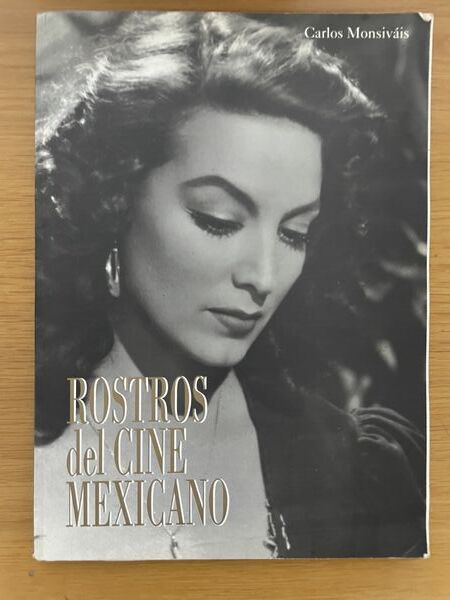 Carlos Monsiváis
ROSTROS
del CINE
MEXICANO